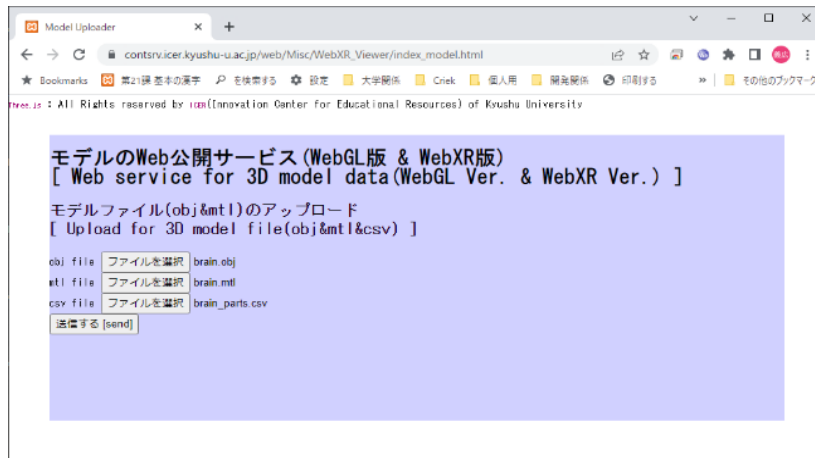 Model Uploader
contsrv.icer.kyushu-u.ac.jp/web/Misc/WebXR_Viewer/index_model.html
Bookmarks 第21課 基本の漢字 を検索する 設定 大学関係 Criek 個人用 開発関係 印刷する » その他のブックマーク
Three.js : All Rights reserved by ICER(Innovation Center for Educational Resources) of Kyushu University
モデルのWeb公開サービス(WebGL版 & WebXR版)
[ Web service for 3D model data(WebGL Ver. & WebXR Ver.) ]
モデルファイル(obj&mtl)のアップロード
[ Upload for 3D model file(obj&mtl&csv) ]
obj file ファイルを選択 brain.obj
mtl file ファイルを選択 brain.mtl
csv file ファイルを選択 brain_parts.csv
送信する [send]